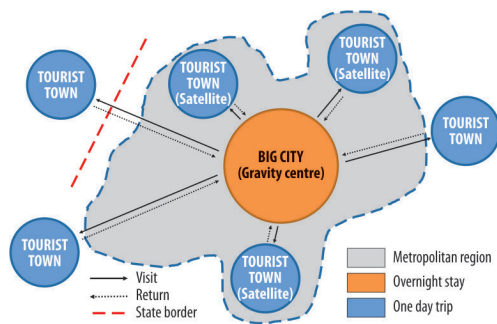 TOURIST
TOWN
TOURIST
TOWN
(Satellite)
TOURIST
TOWN
(Satellite)
TOURIST
TOWN
BIG CITY
(Gravity centre)
TOURIST
TOWN
TOURIST
TOWN
(Satellite)
Visit
Return
State border
Metropolitan region
Overnight stay
One day trip